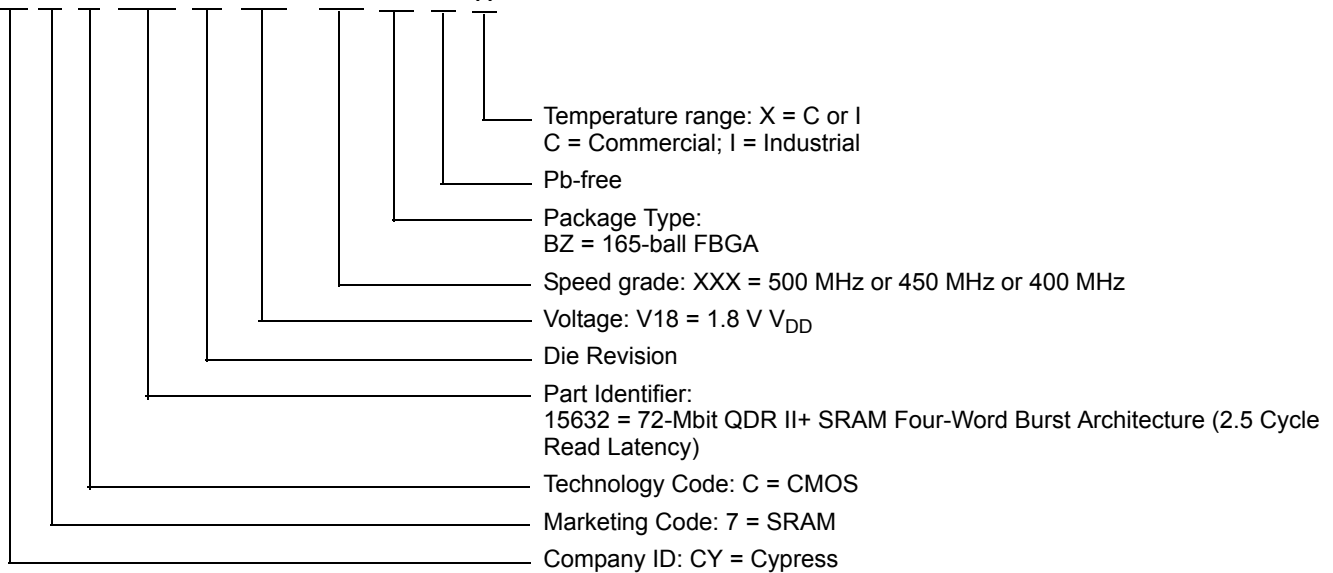 Temperature range: X = C or I
C = Commercial; I = Industrial
Pb-free
Package Type:
BZ = 165-ball FBGA
Speed grade: XXX = 500 MHz or 450 MHz or 400 MHz
Voltage: V18 = 1.8 V VDD
Die Revision
Part Identifier:
15632 = 72-Mbit QDR II+ SRAM Four-Word Burst Architecture (2.5 Cycle
Read Latency)
Technology Code: C = CMOS
Marketing Code: 7 = SRAM
Company ID: CY = Cypress